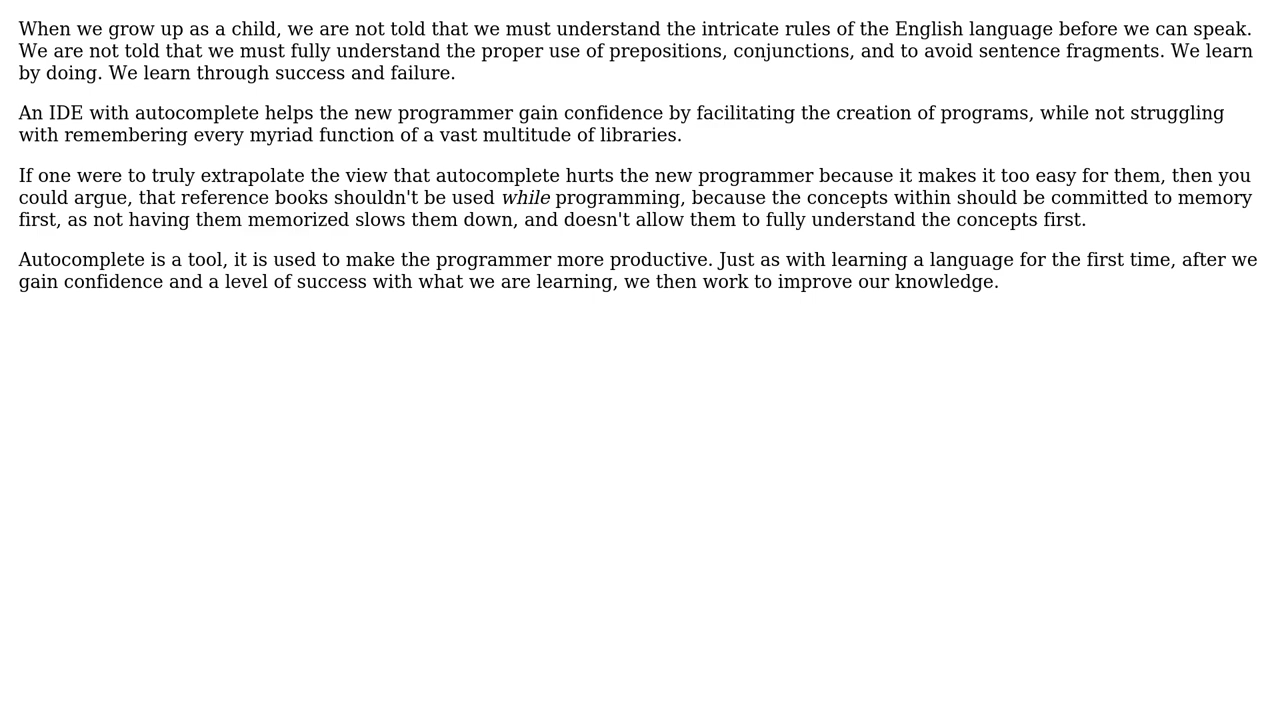 When we grow up as a child, we are not told that we must understand the intricate rules of the English language before we can speak.
We are not told that we must fully understand the proper use of prepositions, conjunctions, and to avoid sentence fragments. We learn
by doing. We learn through success and failure.
An IDE with autocomplete helps the new programmer gain confidence by facilitating the creation of programs, while not struggling
with remembering every myriad function of a vast multitude of libraries.
If one were to truly extrapolate the view that autocomplete hurts the new programmer because it makes it too easy for them, then you
could argue, that reference books shouldn't be used while programming, because the concepts within should be committed to memory
first, as not having them memorized slows them down, and doesn't allow them to fully understand the concepts first.
Autocomplete is a tool, it is used to make the programmer more productive. Just as with learning a language for the first time, after we
gain confidence and a level of success with what we are learning, we then work to improve our knowledge.